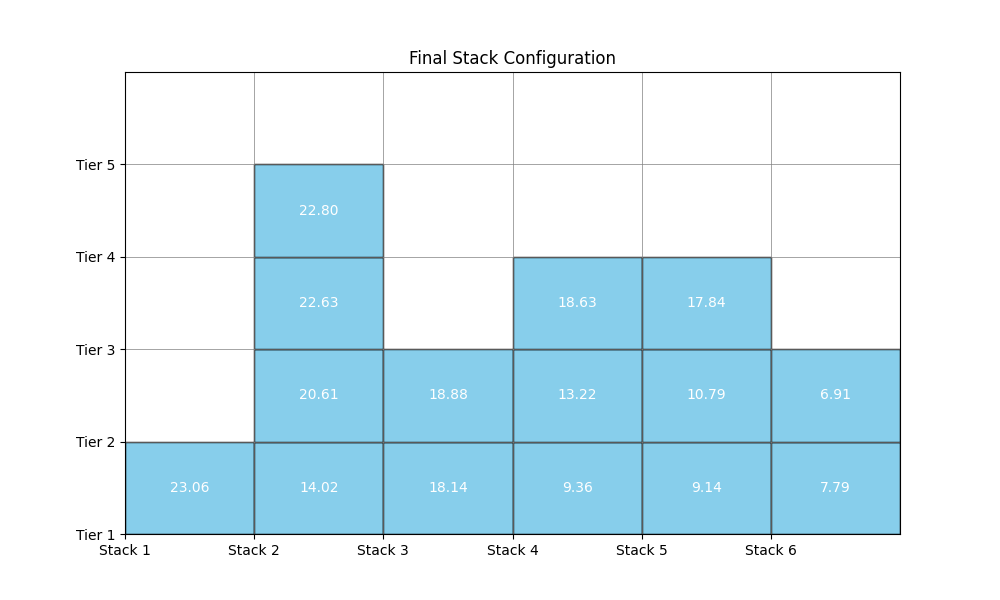 Final Stack Configuration
Tier 5
22.80
Tier 4
22.63 18.63 17.84
Tier 3
20.61 18.88 13.22 10.79 6.91
Tier 2
23.06 14.02 18.14 9.36 9.14 7.79
Tier 1
Stack 1 Stack 2 Stack 3 Stack 4 Stack 5 Stack 6